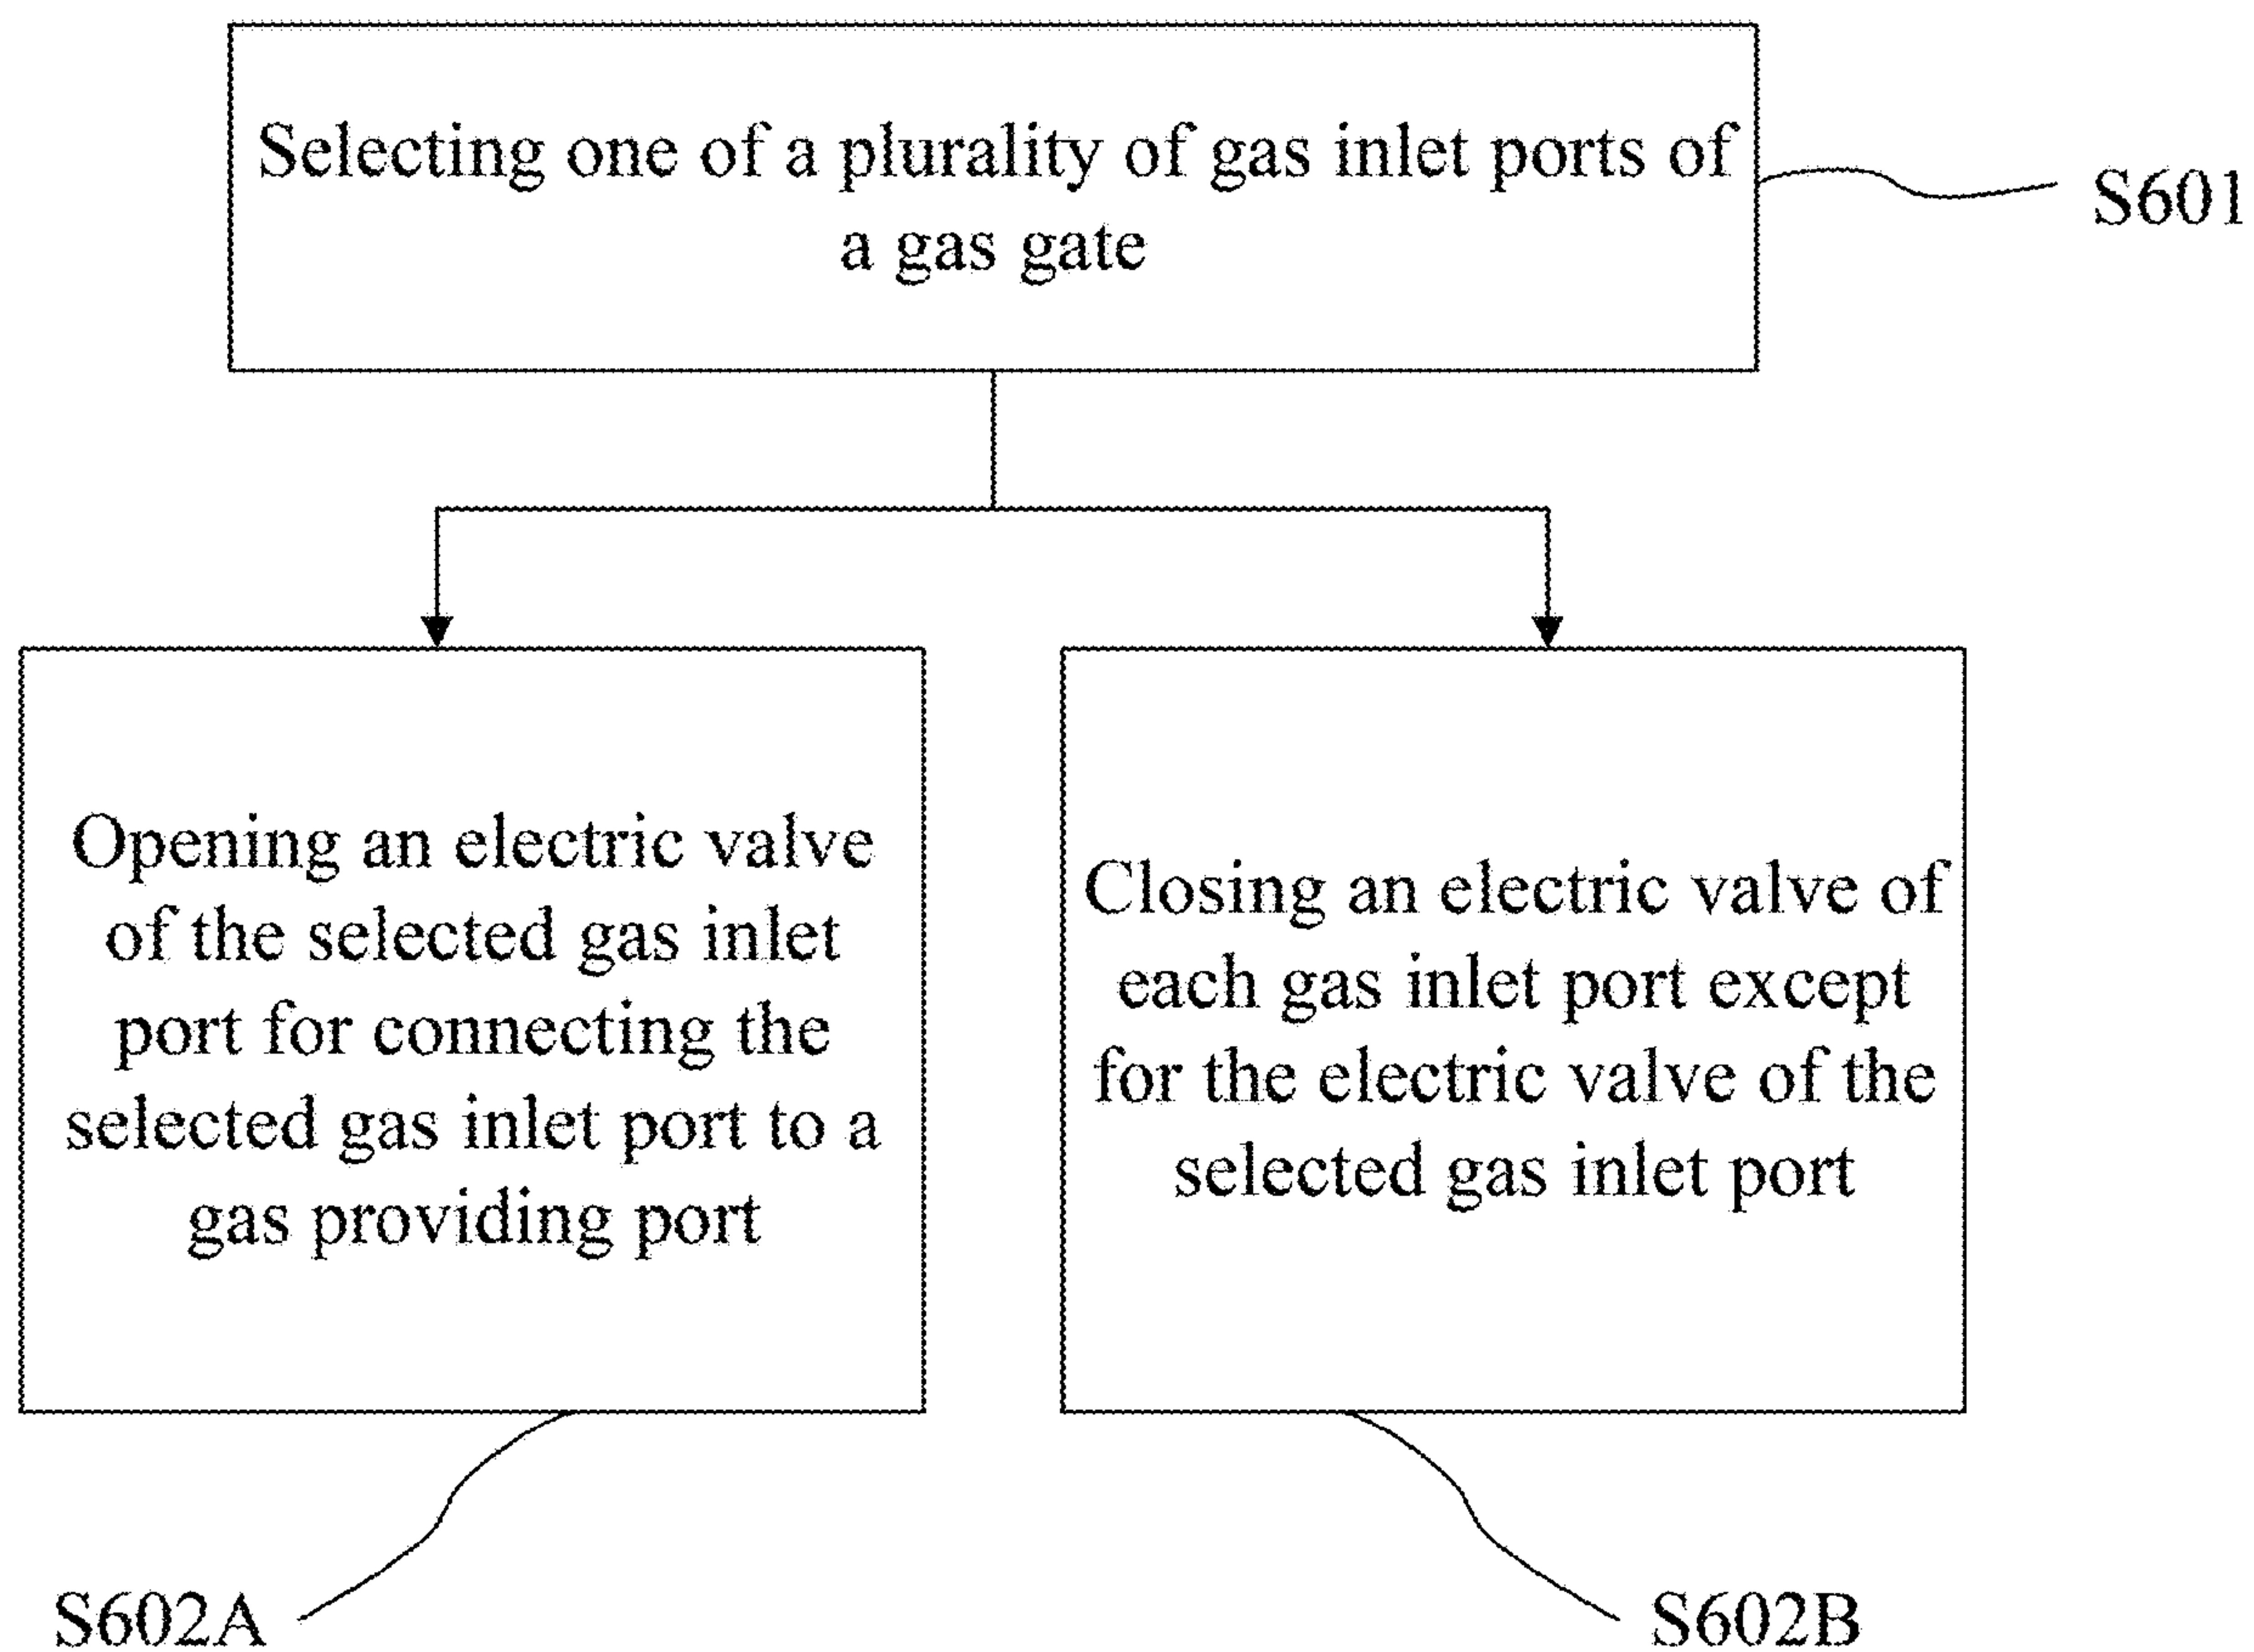 Selecting one of a plurality of gas inlet ports of
a gas gate
S601
Opening an electric valve
of the selected gas inlet
port for connecting the
selected gas inlet port to a
gas providing port
Closing an electric valve of
each gas inlet port except
for the electric valve of the
selected gas inlet port
S602A
S602B